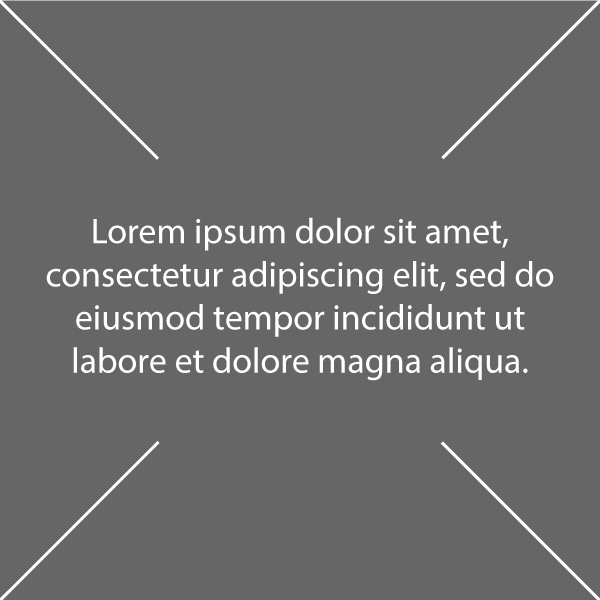 Lorem ipsum dolor sit amet,
consectetur adipiscing elit, sed do
eiusmod tempor incididunt ut
labore et dolore magna aliqua.